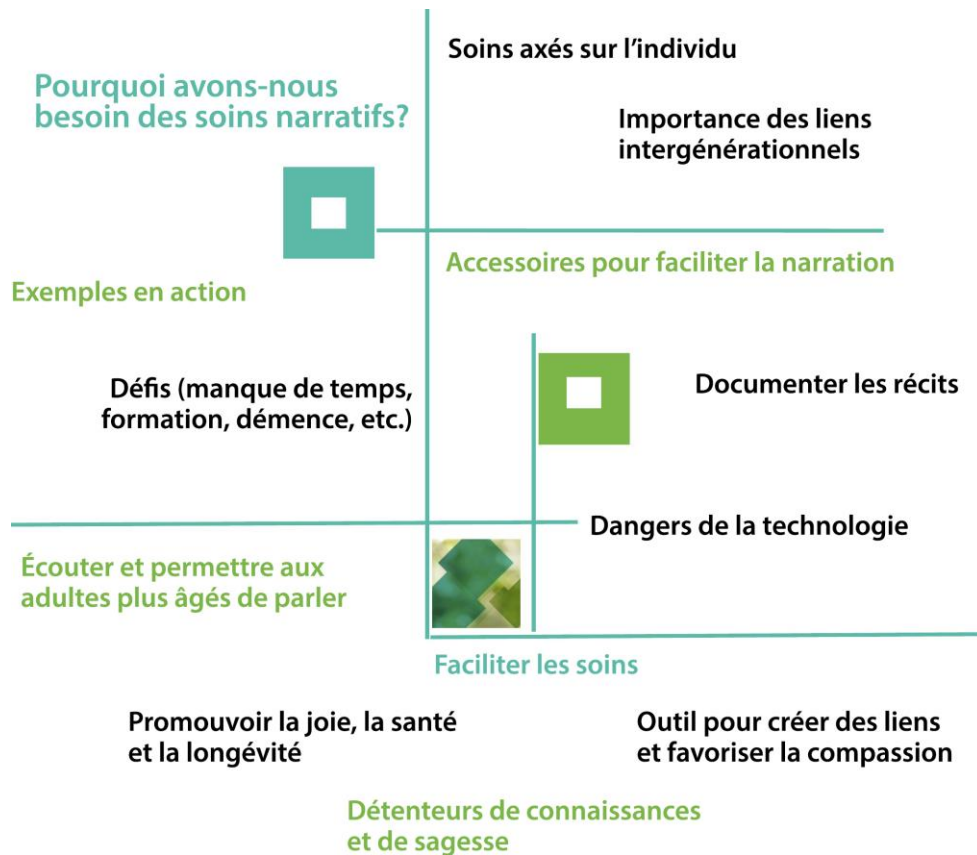 Soins axés sur l’individu
Pourquoi avons-nous
besoin des soins narratifs?
Importance des liens
intergénérationnels
Accessoires pour faciliter la narration
Exemples en action
Défis (manque de temps,
formation, démence, etc.)
Documenter les récits
Dangers de la technologie
Écouter et permettre aux
adultes plus âgés de parler
Faciliter les soins
Promouvoir la joie, la santé
et la longévité
Outil pour créer des liens
et favoriser la compassion
Détenteurs de connaissances
et de sagesse